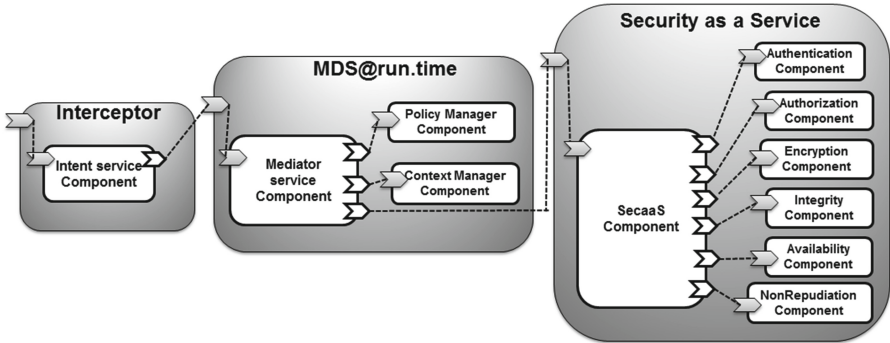 Interceptor
Intent service
Component
MDS@run.time
Mediator
service
Component
Policy Manager
Component
Context Manager
Component
Security as a Service
SecaaS
Component
Authentication
Component
Authorization
Component
Encryption
Component
Integrity
Component
Availability
Component
NonRepudiation
Component